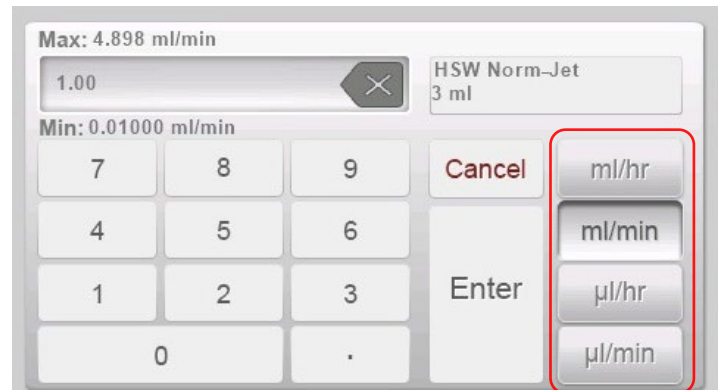 Max: 4.898 ml/min
1.00
HSW Norm-Jet
3 ml
Min: 0.01000 ml/min
7 8 9 Cancel ml/hr
4 5 6 ml/min
1 2 3 Enter µl/hr
0 . µl/min